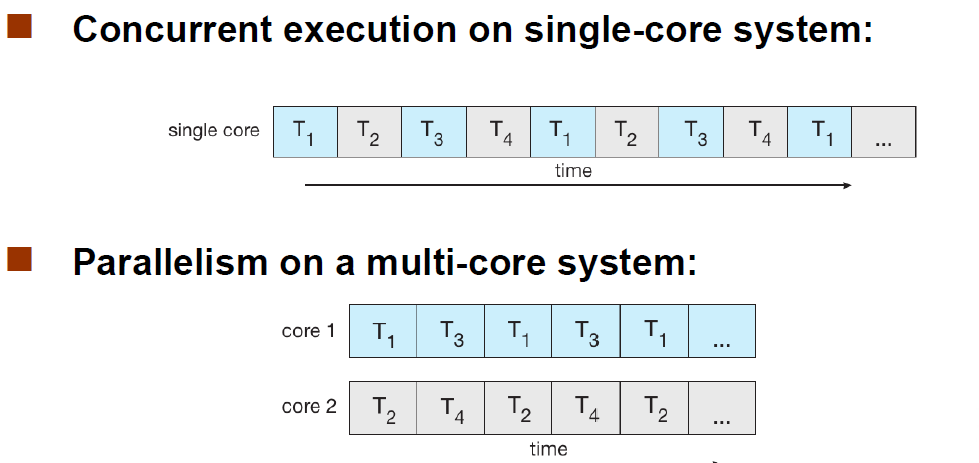 Concurrent execution on single-core system:
single core T1 T2 T3 T4 T1 T2 T3 T4 T1 ...
time
Parallelism on a multi-core system:
core 1 T1 T3 T1 T3 T1 ...
core 2 T2 T4 T2 T4 T2 ...
time